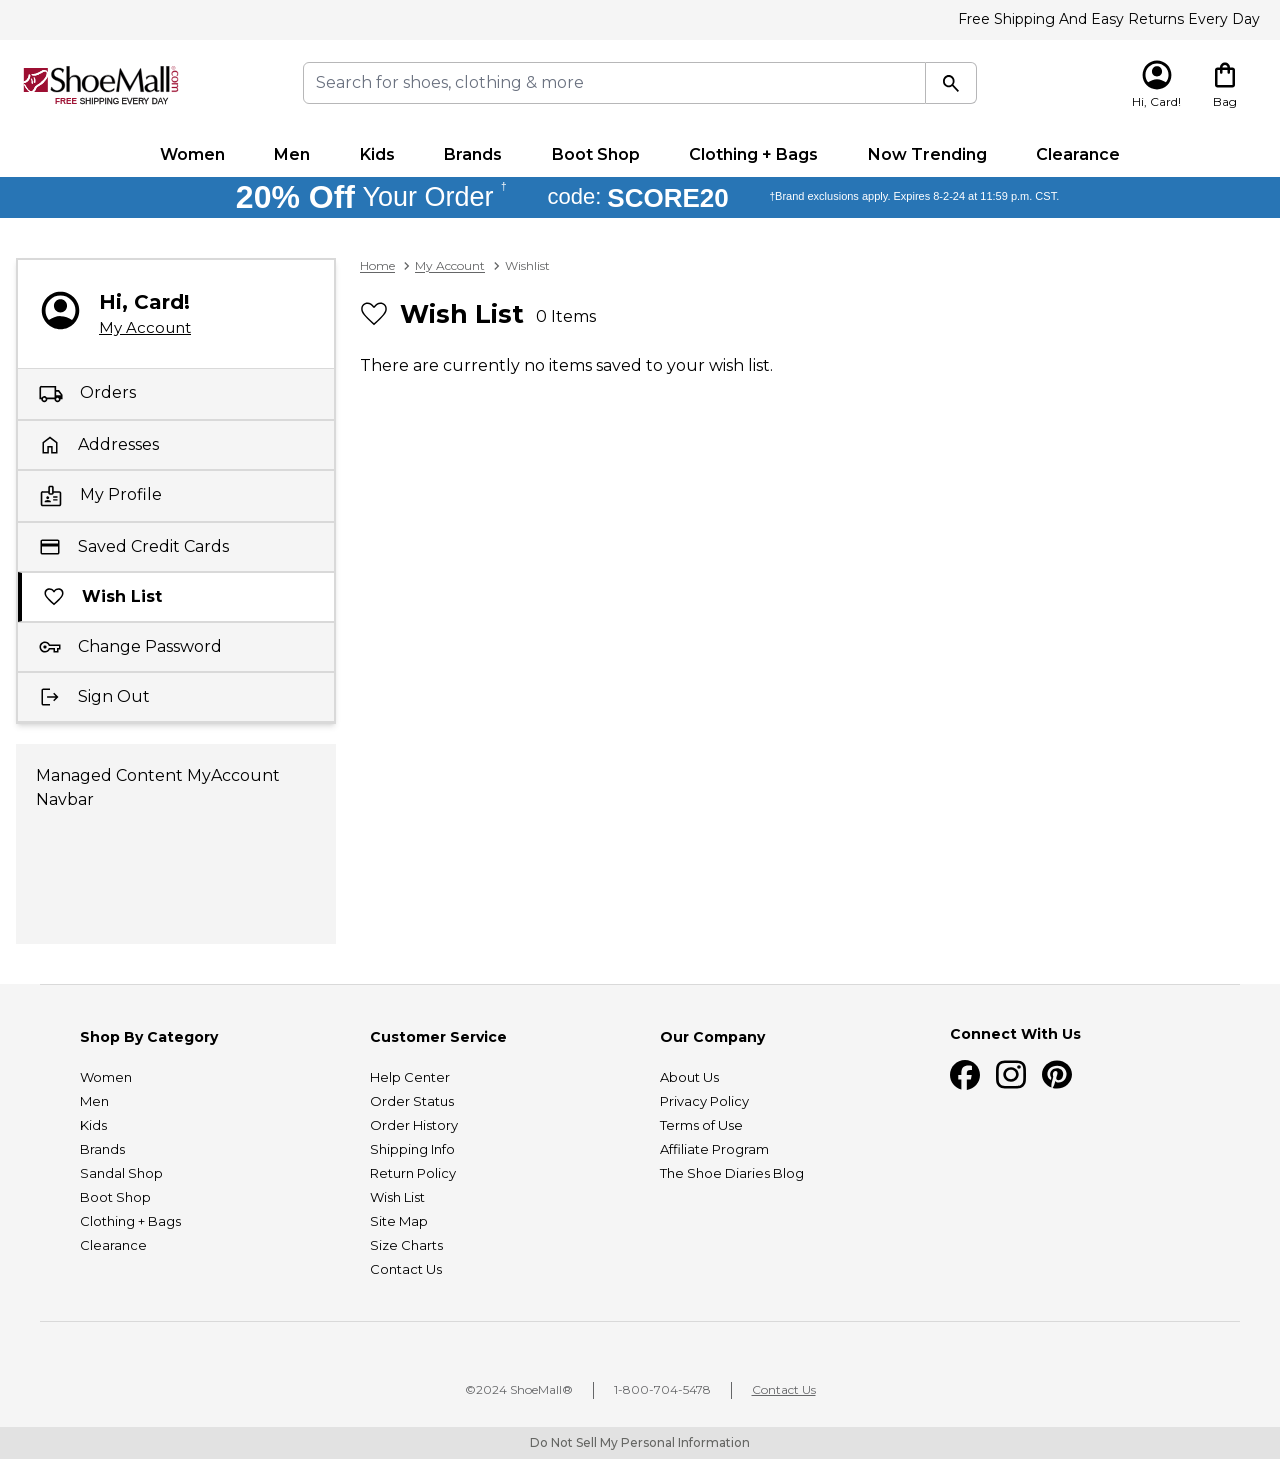 Free Shipping And Easy Returns Every Day
ShoeMall.com
FREE SHIPPING EVERY DAY
Search for shoes, clothing & more
Hi, Card!
Bag
Women Men Kids Brands Boot Shop Clothing + Bags Now Trending Clearance
20% Off Your Order † code: SCORE20 †Brand exclusions apply. Expires 8-2-24 at 11:59 p.m. CST.
Hi, Card!
My Account
Orders
Addresses
My Profile
Saved Credit Cards
Wish List
Change Password
Sign Out
Managed Content MyAccount
Navbar
Home > My Account > Wishlist
Wish List 0 Items
There are currently no items saved to your wish list.
Shop By Category
Women
Men
Kids
Brands
Sandal Shop
Boot Shop
Clothing + Bags
Clearance
Customer Service
Help Center
Order Status
Order History
Shipping Info
Return Policy
Wish List
Site Map
Size Charts
Contact Us
Our Company
About Us
Privacy Policy
Terms of Use
Affiliate Program
The Shoe Diaries Blog
Connect With Us
©2024 ShoeMall® | 1-800-704-5478 | Contact Us
Do Not Sell My Personal Information